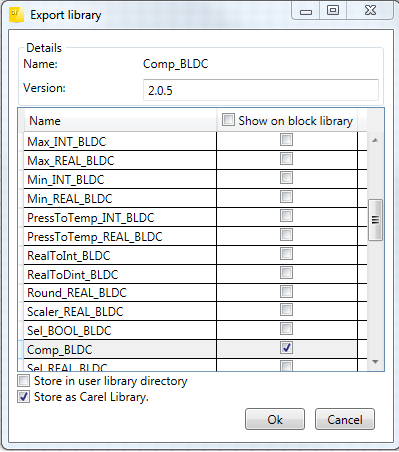 Export library
Details
Name: Comp_BLDC
Version: 2.0.5
Name Show on block library
Max_INT_BLDC
Max_REAL_BLDC
Min_INT_BLDC
Min_REAL_BLDC
PressToTemp_INT_BLDC
PressToTemp_REAL_BLDC
RealToInt_BLDC
RealToDint_BLDC
Round_REAL_BLDC
Scaler_REAL_BLDC
Sel_BOOL_BLDC
Comp_BLDC
Sel_REAL_BLDC
Store in user library directory
Store as Carel Library.
Ok Cancel